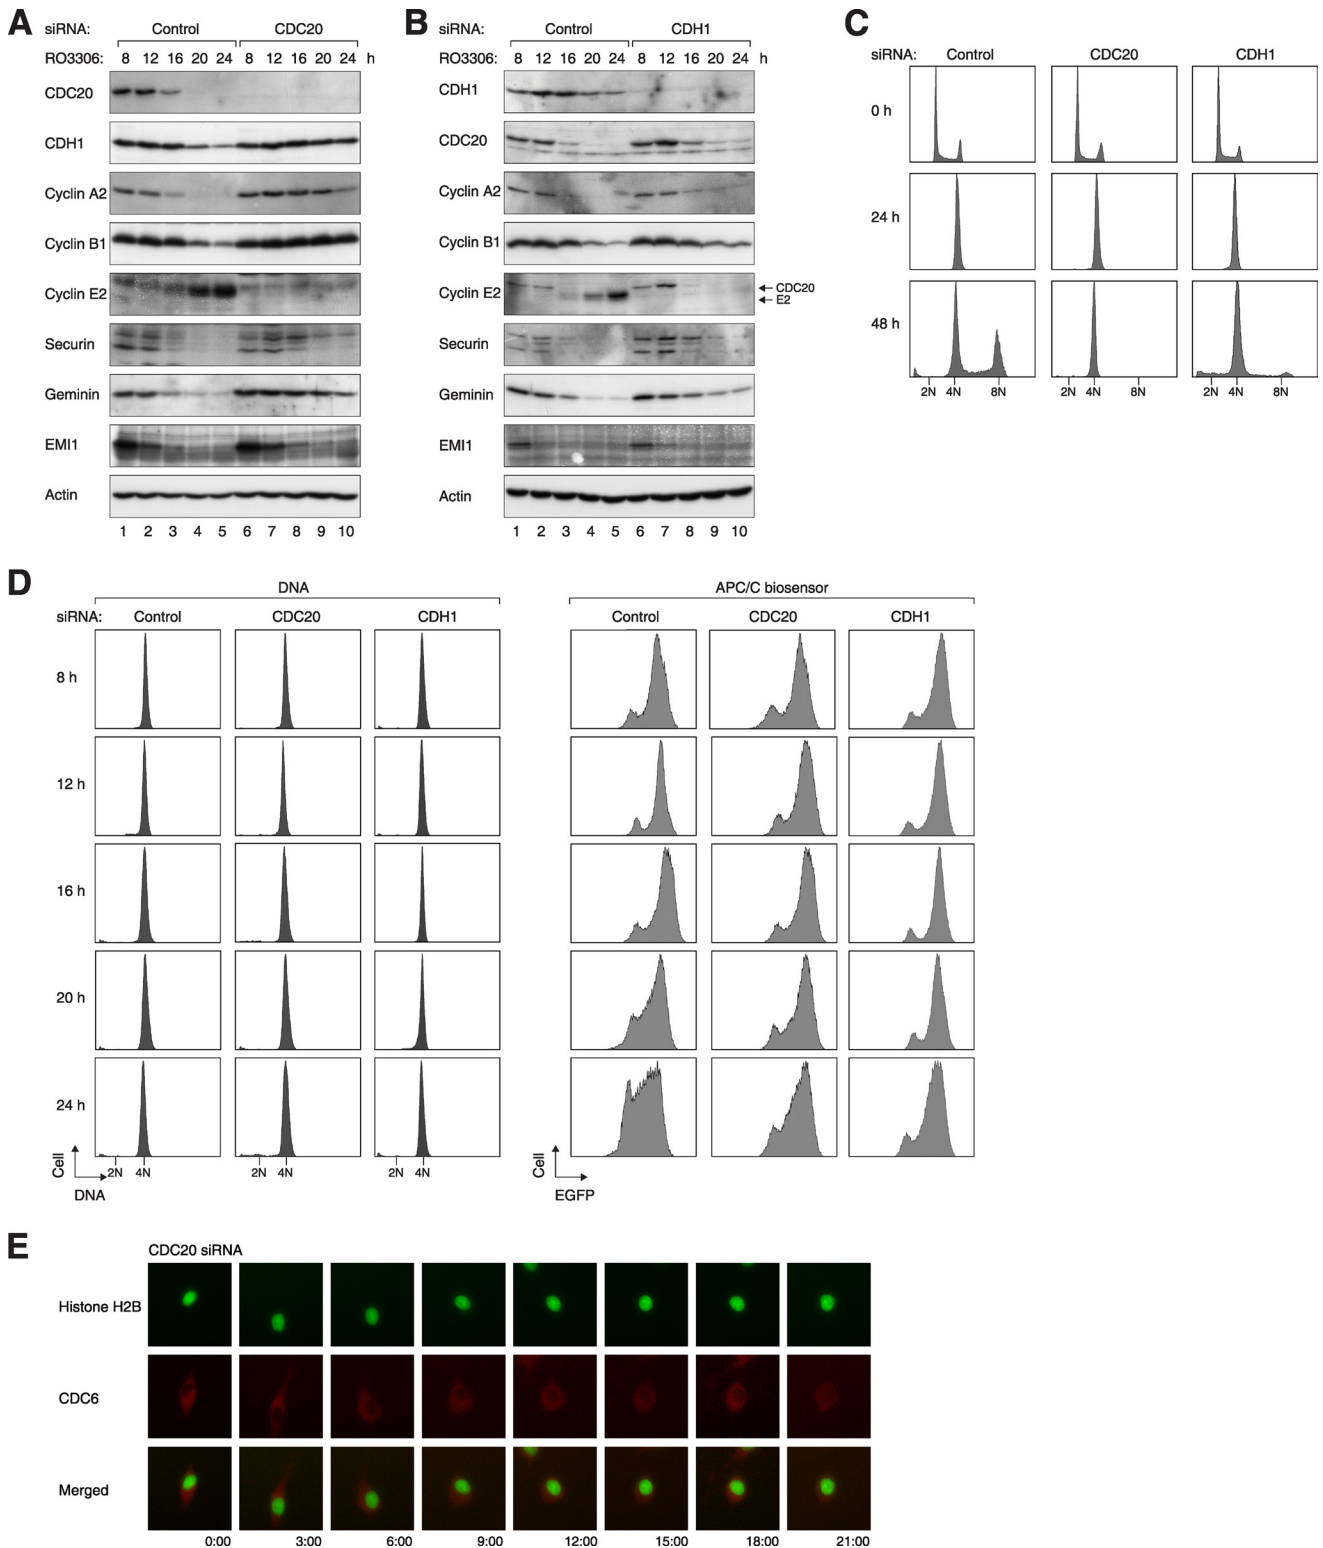 A
siRNA: Control CDC20
RO3306: 8 12 16 20 24 8 12 16 20 24 h
CDC20
CDH1
Cyclin A2
Cyclin B1
Cyclin E2
Securin
Geminin
EMI1
Actin
1 2 3 4 5 6 7 8 9 10
B
siRNA: Control CDH1
RO3306: 8 12 16 20 24 8 12 16 20 24 h
CDH1
CDC20
Cyclin A2
Cyclin B1
Cyclin E2
CDC20
E2
Securin
Geminin
EMI1
Actin
1 2 3 4 5 6 7 8 9 10
C
siRNA: Control CDC20 CDH1
0 h
24 h
48 h
2N 4N 8N 2N 4N 8N 2N 4N 8N
D
DNA APC/C biosensor
siRNA: Control CDC20 CDH1 Control CDC20 CDH1
8 h
12 h
16 h
20 h
24 h
Cell Cell
2N 4N 2N 4N 2N 4N
DNA EGFP
E
CDC20 siRNA
Histone H2B
CDC6
Merged
0:00 3:00 6:00 9:00 12:00 15:00 18:00 21:00